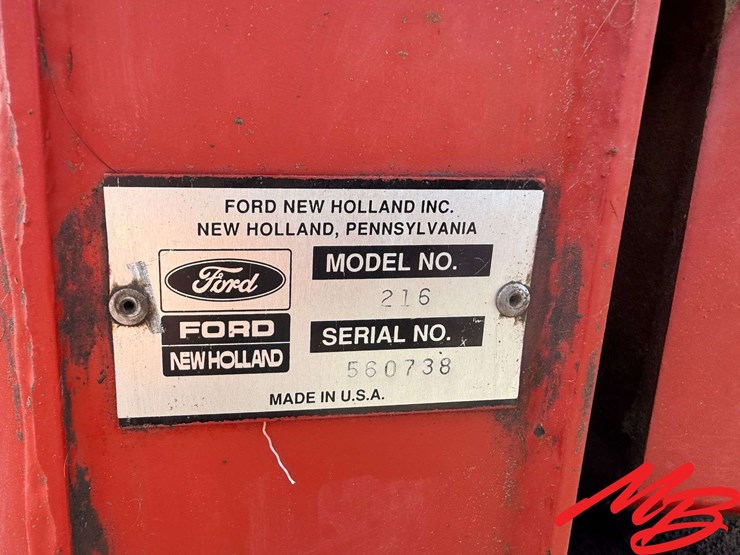 FORD NEW HOLLAND INC.
NEW HOLLAND, PENNSYLVANIA
Ford
FORD
NEW HOLLAND
MODEL NO.
216
SERIAL NO.
560738
MADE IN U.S.A.
MB